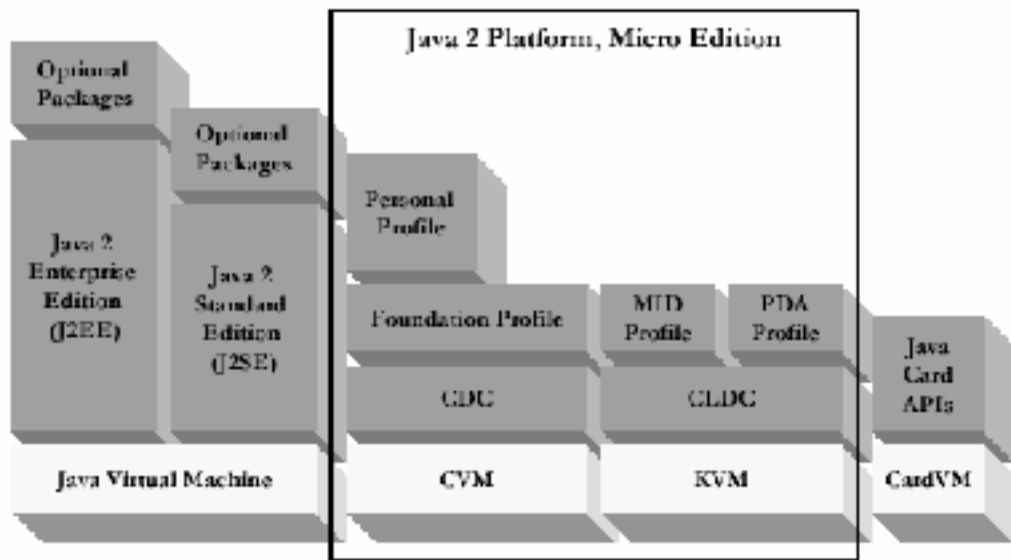 Java 2 Platform, Micro Edition
Optional
Packages
Optional
Packages
Personal
Profile
Java 2
Enterprise
Edition
(J2EE)
Java 2
Standard
Edition
(J2SE)
Foundation Profile
MID
Profile
PDA
Profile
Java
Card
APIs
CDC
CLDC
Java Virtual Machine
CVM
KVM
CardVM